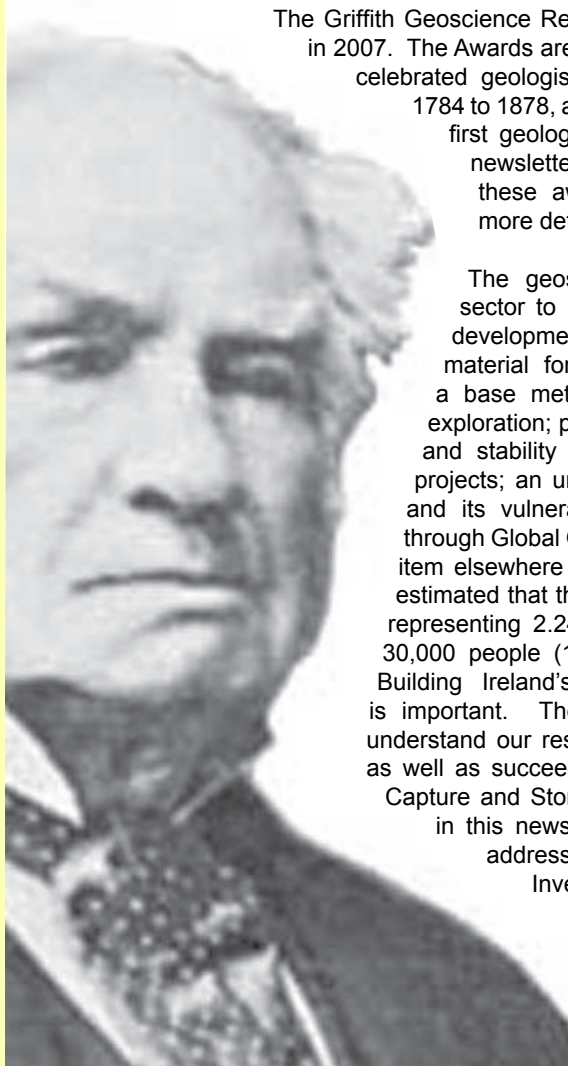 The Griffith Geoscience Re
in 2007. The Awards are
celebrated geologis
1784 to 1878, a
first geolog
newslette
these aw
more det
The geos
sector to
developme
material for
a base met
exploration; p
and stability
projects; an un
and its vulnera
through Global C
item elsewhere
estimated that th
representing 2.24
30,000 people (1
Building Ireland's
is important. The
understand our res
as well as succee
Capture and Stor
in this news
address
Inve